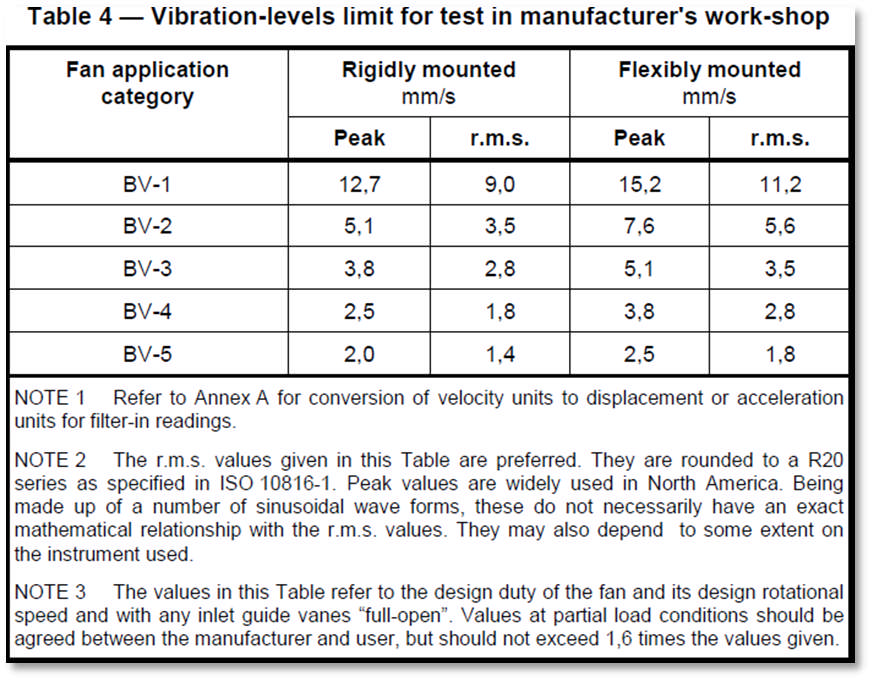 Table 4 — Vibration-levels limit for test in manufacturer's work-shop
Fan application category
Rigidly mounted mm/s
Flexibly mounted mm/s
Peak r.m.s. Peak r.m.s.
BV-1 12,7 9,0 15,2 11,2
BV-2 5,1 3,5 7,6 5,6
BV-3 3,8 2,8 5,1 3,5
BV-4 2,5 1,8 3,8 2,8
BV-5 2,0 1,4 2,5 1,8
NOTE 1 Refer to Annex A for conversion of velocity units to displacement or acceleration
units for filter-in readings.
NOTE 2 The r.m.s. values given in this Table are preferred. They are rounded to a R20
series as specified in ISO 10816-1. Peak values are widely used in North America. Being
made up of a number of sinusoidal wave forms, these do not necessarily have an exact
mathematical relationship with the r.m.s. values. They may also depend to some extent on
the instrument used.
NOTE 3 The values in this Table refer to the design duty of the fan and its design rotational
speed and with any inlet guide vanes “full-open”. Values at partial load conditions should be
agreed between the manufacturer and user, but should not exceed 1,6 times the values given.